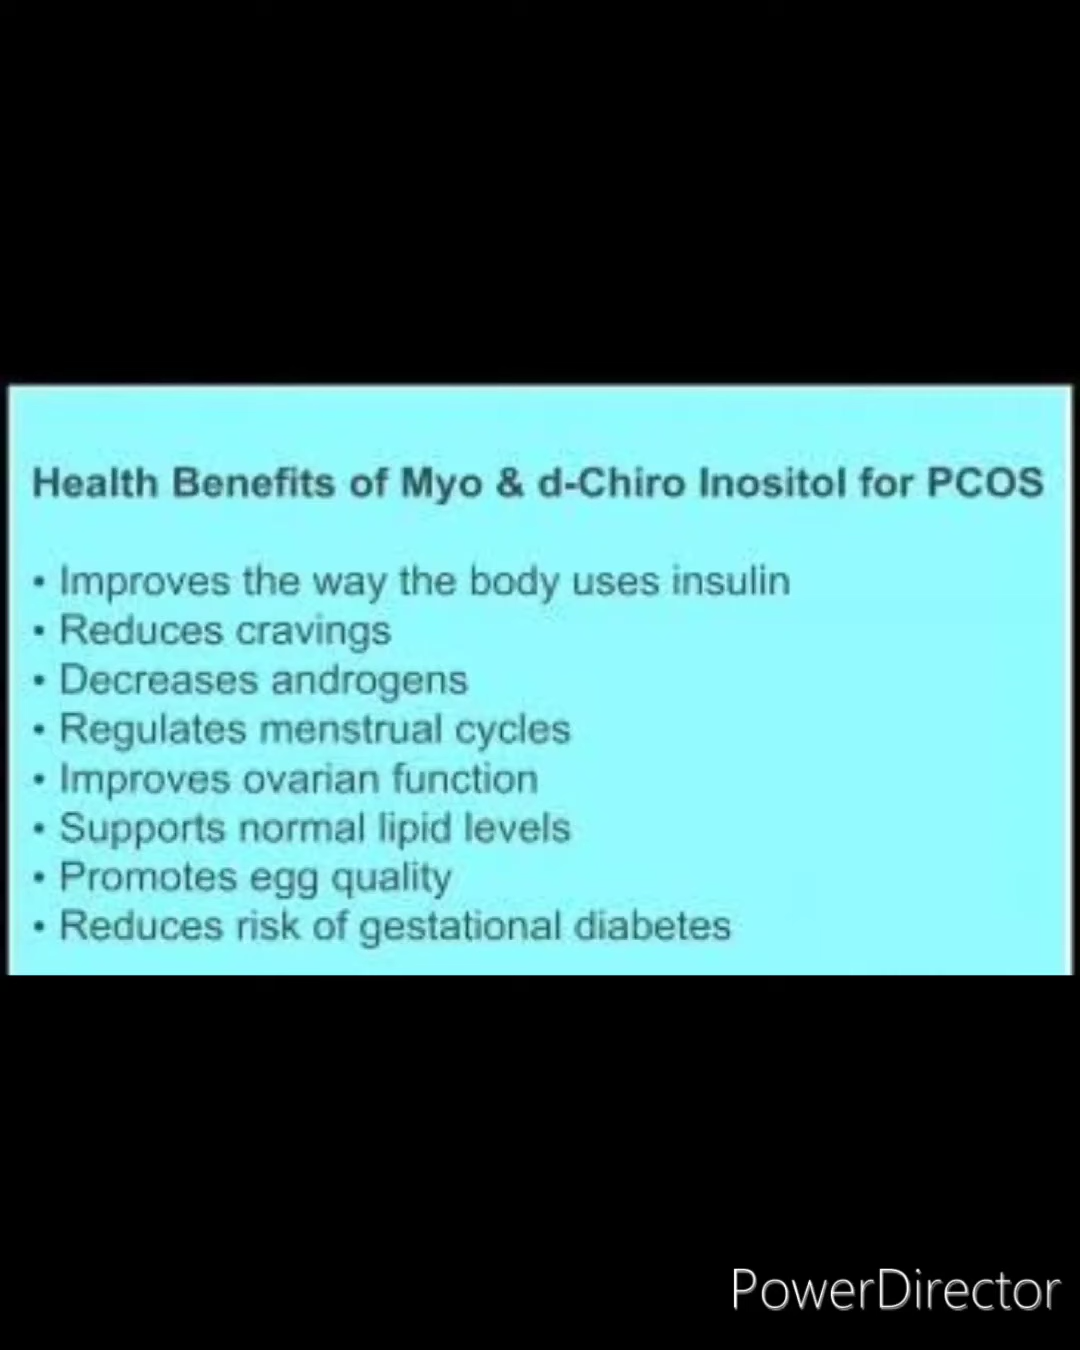 Health Benefits of Myo & d-Chiro Inositol for PCOS
• Improves the way the body uses insulin
• Reduces cravings
• Decreases androgens
• Regulates menstrual cycles
• Improves ovarian function
• Supports normal lipid levels
• Promotes egg quality
• Reduces risk of gestational diabetes
PowerDirector